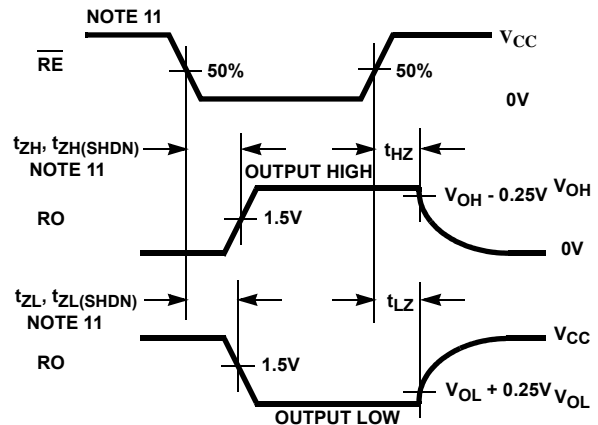 NOTE 11
RE
50%
50%
VCC
0V
tZH, tZH(SHDN)
NOTE 11
tHZ
OUTPUT HIGH
VOH - 0.25V
VOH
RO
1.5V
0V
tZL, tZL(SHDN)
NOTE 11
tLZ
VCC
RO
1.5V
VOL + 0.25V
VOL
OUTPUT LOW